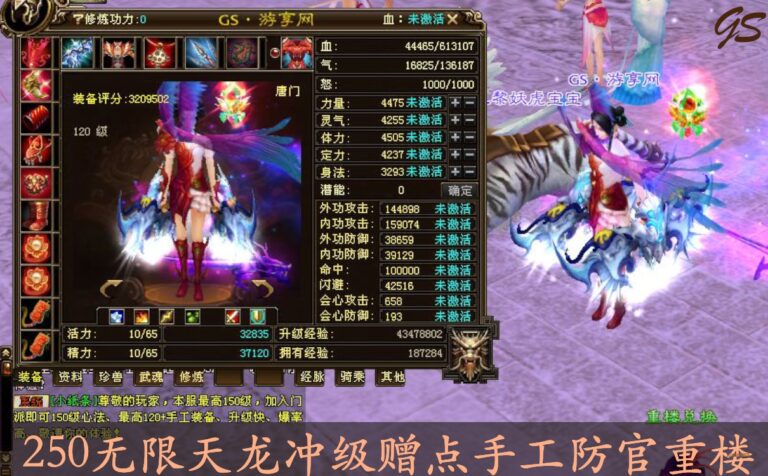 ?修炼功力:0
GS·游享网
血:未激活
GS
装备评分:3209502
唐门
120 级
血: 44465/613107
气: 16825/136187
怒: 1000/1000
力量: 4475 未激活
灵气: 4255 未激活
体力: 4505 未激活
定力: 4237 未激活
身法: 3293 未激活
潜能: 0 确定
外功攻击: 144898 未激活
内功攻击: 159074 未激活
外功防御: 38659 未激活
内功防御: 39129 未激活
命中: 100000 未激活
闪避: 42516 未激活
会心攻击: 658 未激活
会心防御: 193 未激活
活力: 10/65 32835 升级经验: 43478802
精力: 10/65 37120 拥有经验: 187284
装备 资料 珍兽 武魂 修炼 经脉 骑乘 其他
GS·游享网
黎妖虎宝宝
系统 [小纸条]尊敬的玩家,本服最高150级,加入门
派即可150级心法、最高120+手工装备、升级快、爆率
重楼兑换
250无限天龙冲级赠点手工防官重楼